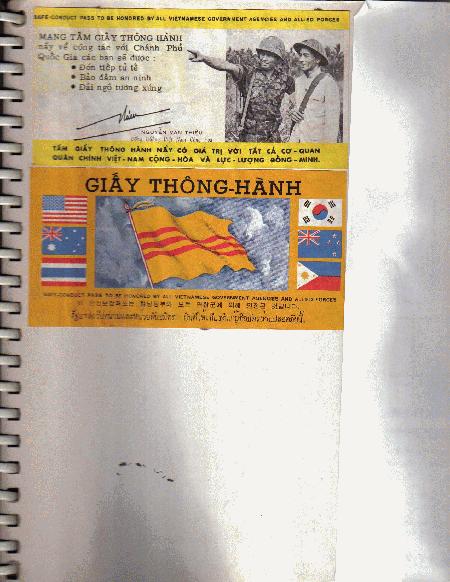 SAFE-CONDUCT PASS TO BE HONORED BY ALL VIETNAMESE GOVERNMENT AGENCIES AND ALLIED FORCES
MANG TẤM GIẤY THÔNG HÀNH
nầy về cộng tác với Chánh Phủ
Quốc Gia các bạn sẽ được :
● Đón tiếp tử tế
● Bảo đảm an ninh
● Đãi ngộ tương xứng
NGUYỄN VĂN THIỆU
TẤM GIẤY THÔNG HÀNH NẦY CÓ GIÁ TRỊ VỚI TẤT CẢ CƠ-QUAN
QUÂN CHÍNH VIỆT-NAM CỘNG-HÒA VÀ LỰC-LƯỢNG ĐỒNG-MINH.
GIẤY THÔNG-HÀNH
SAFE-CONDUCT PASS TO BE HONORED BY ALL VIETNAMESE GOVERNMENT AGENCIES AND ALLIED FORCES